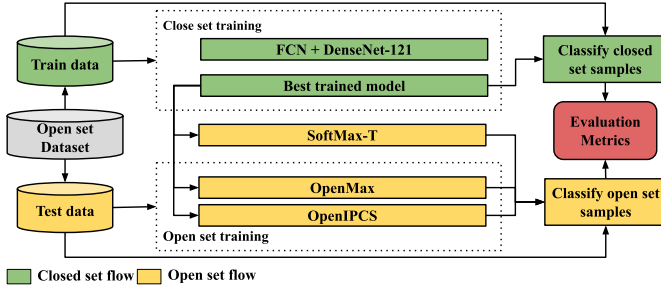 Close set training
FCN + DenseNet-121
Train data
Best trained model
Classify closed
set samples
Open set
Dataset
SoftMax-T
Evaluation
Metrics
Test data
OpenMax
OpenIPCS
Open set training
Classify open set
samples
Closed set flow
Open set flow